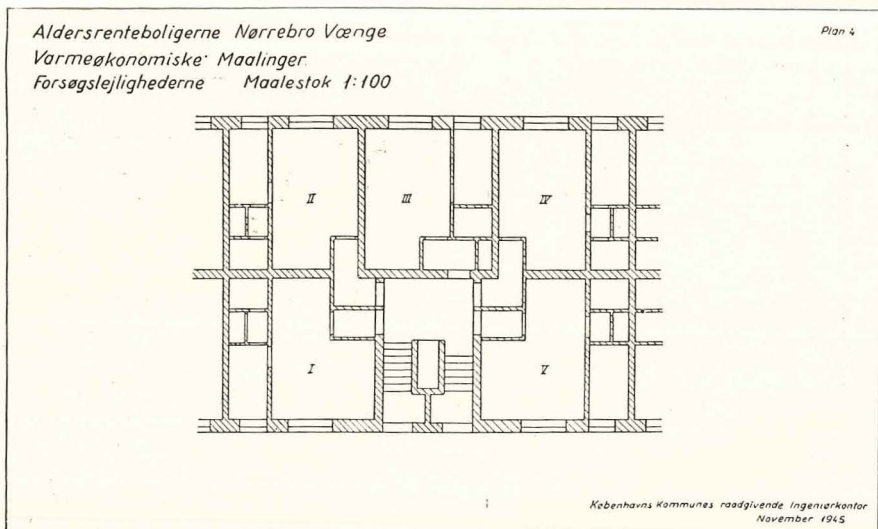 Aldersrenteboligerne Nørrebro Vænge
Plan 4
Varmeøkonomiske Maalinger
Forsøgslejlighederne Maalestok 1:100
II
III
IV
I
V
Københavns Kommunes raadgivende Ingeniørkontor
November 1945